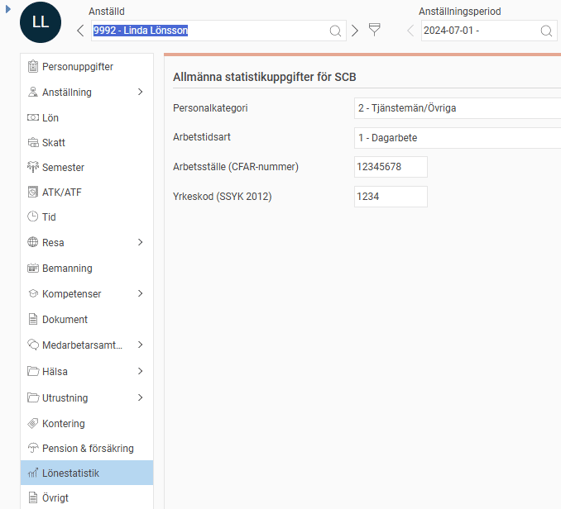 LL
Anställd
9992 - Linda Lönsson
Anställningsperiod
2024-07-01 -
Personuppgifter
Anställning
Lön
Skatt
Semester
ATK/ATF
Tid
Resa
Bemanning
Kompetenser
Dokument
Medarbetarsamt...
Hälsa
Utrustning
Kontering
Pension & försäkring
Lönestatistik
Övrigt
Allmänna statistikuppgifter för SCB
Personalkategori
2 - Tjänstemän/Övriga
Arbetstidsart
1 - Dagarbete
Arbetsställe (CFAR-nummer)
12345678
Yrkeskod (SSYK 2012)
1234